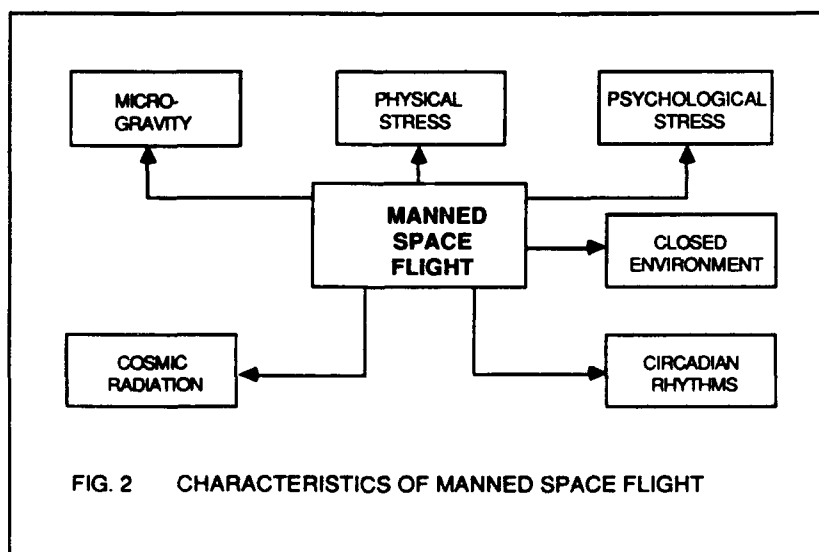 MICRO-
GRAVITY
PHYSICAL
STRESS
PSYCHOLOGICAL
STRESS
MANNED
SPACE
FLIGHT
CLOSED
ENVIRONMENT
COSMIC
RADIATION
CIRCADIAN
RHYTHMS
FIG. 2 CHARACTERISTICS OF MANNED SPACE FLIGHT